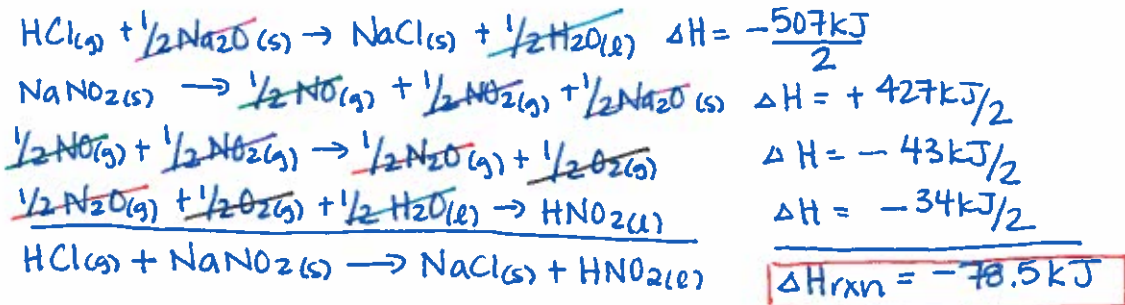 HCl(g) + 1/2 Na2O (s) → NaCl(s) + 1/2 H2O(l) ΔH = -507kJ/2
NaNO2(s) → 1/2 NO(g) + 1/2 NO2(g) + 1/2 Na2O (s) ΔH = + 427kJ/2
1/2 NO(g) + 1/2 NO2(g) → 1/2 N2O (g) + 1/2 O2(g) ΔH = - 43kJ/2
1/2 N2O(g) + 1/2 O2(g) + 1/2 H2O(l) → HNO2(l) ΔH = -34kJ/2
HCl(g) + NaNO2(s) → NaCl(s) + HNO2(l) ΔHrxn = -78.5kJ